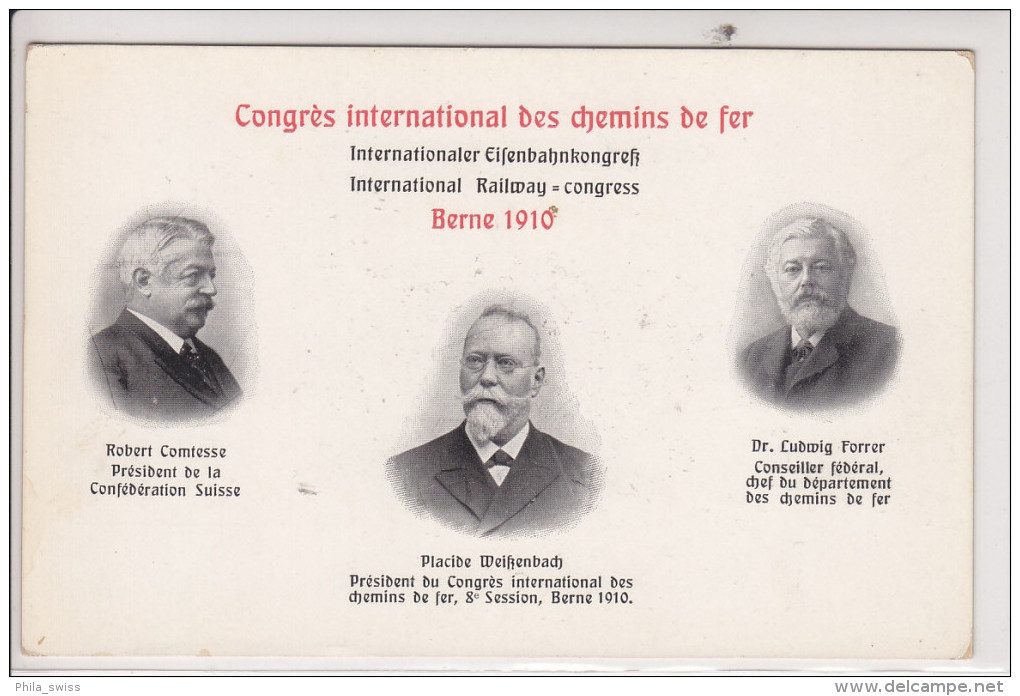 Congrès international des chemins de fer
Internationaler Eiſenbahnkongreß
International Railway = congress
Berne 1910
Robert Comtesse
Président de la
Confédération Suisse
Placide Weißenbach
Président du Congrès international des
chemins de fer, 8e Session, Berne 1910.
Dr. Ludwig Forrer
Conseiller fédéral,
chef du département
des chemins de fer
Phila_swiss
www.delcampe.net